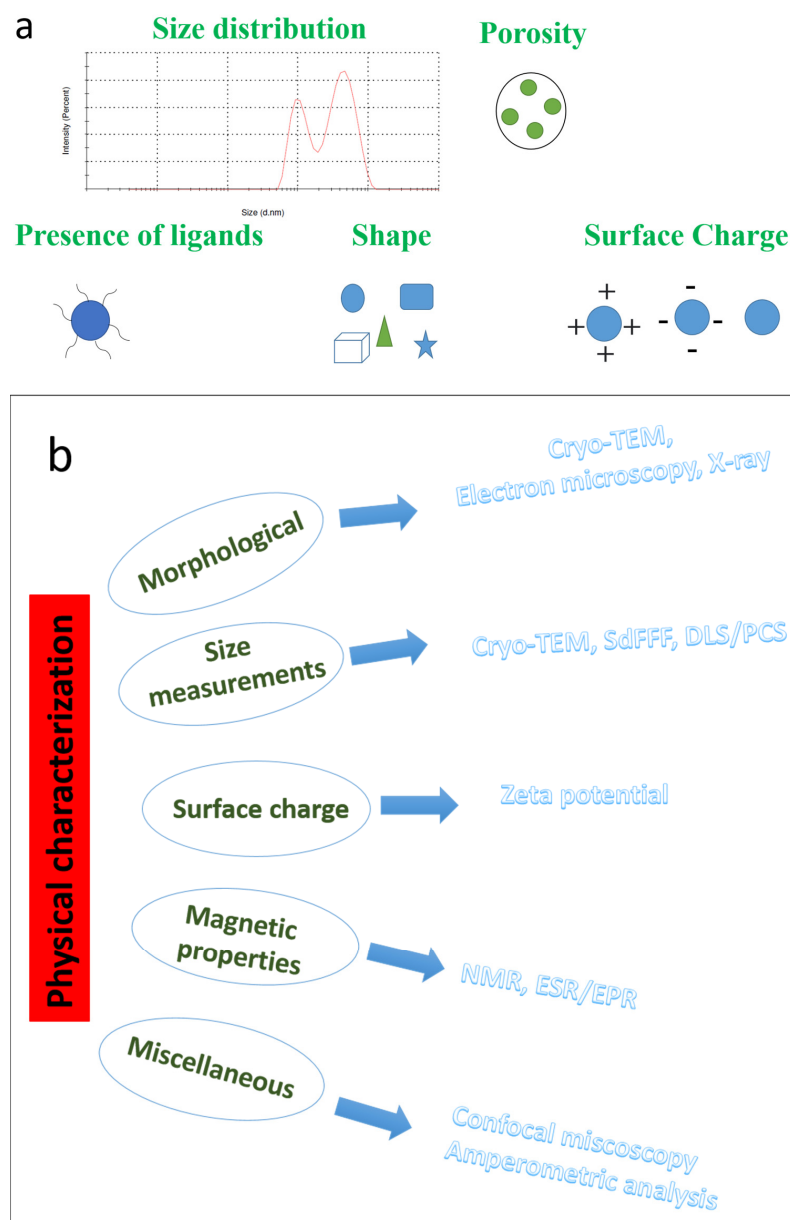 a
Size distribution
Porosity
Intensity (Percent)
Size (d.nm)
Presence of ligands
Shape
Surface Charge
+
+ +
+
-
- -
-
b
Physical characterization
Morphological
Cryo-TEM,
Electron microscopy, X-ray
Size
measurements
Cryo-TEM, SdFFF, DLS/PCS
Surface charge
Zeta potential
Magnetic
properties
NMR, ESR/EPR
Miscellaneous
Confocal miscoscopy
Amperometric analysis